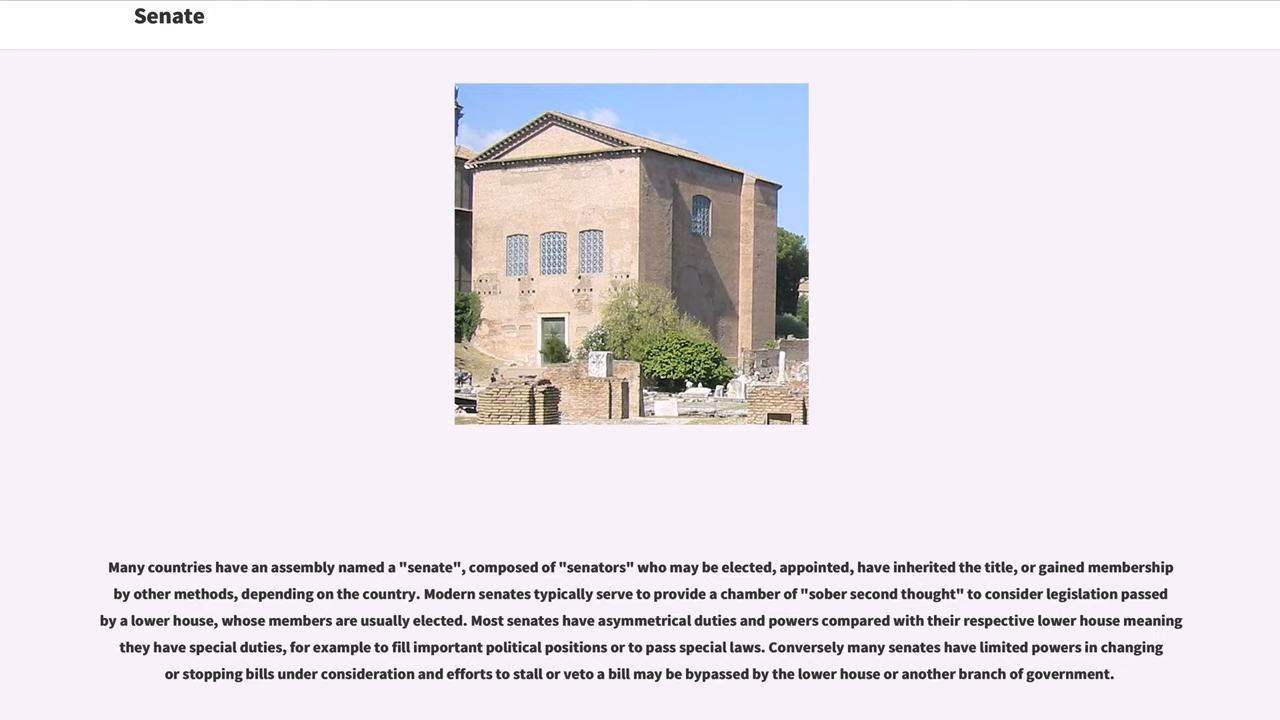 Senate
Many countries have an assembly named a "senate", composed of "senators" who may be elected, appointed, have inherited the title, or gained membership
by other methods, depending on the country. Modern senates typically serve to provide a chamber of "sober second thought" to consider legislation passed
by a lower house, whose members are usually elected. Most senates have asymmetrical duties and powers compared with their respective lower house meaning
they have special duties, for example to fill important political positions or to pass special laws. Conversely many senates have limited powers in changing
or stopping bills under consideration and efforts to stall or veto a bill may be bypassed by the lower house or another branch of government.